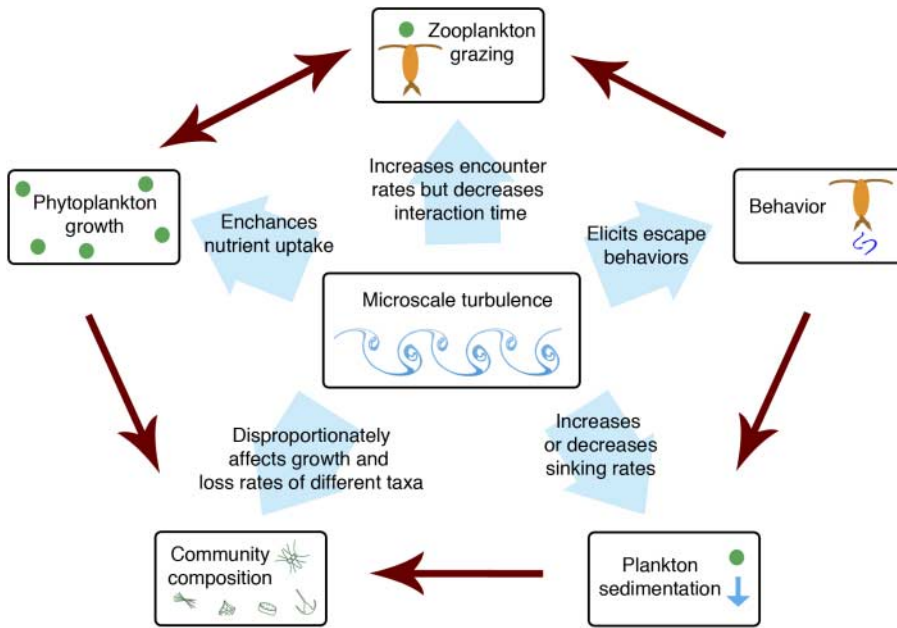 Zooplankton
grazing
Increases encounter
rates but decreases
interaction time
Phytoplankton
growth
Enchances
nutrient uptake
Elicits escape
behaviors
Behavior
Microscale turbulence
Disproportionately
affects growth and
loss rates of different taxa
Increases
or decreases
sinking rates
Community
composition
Plankton
sedimentation